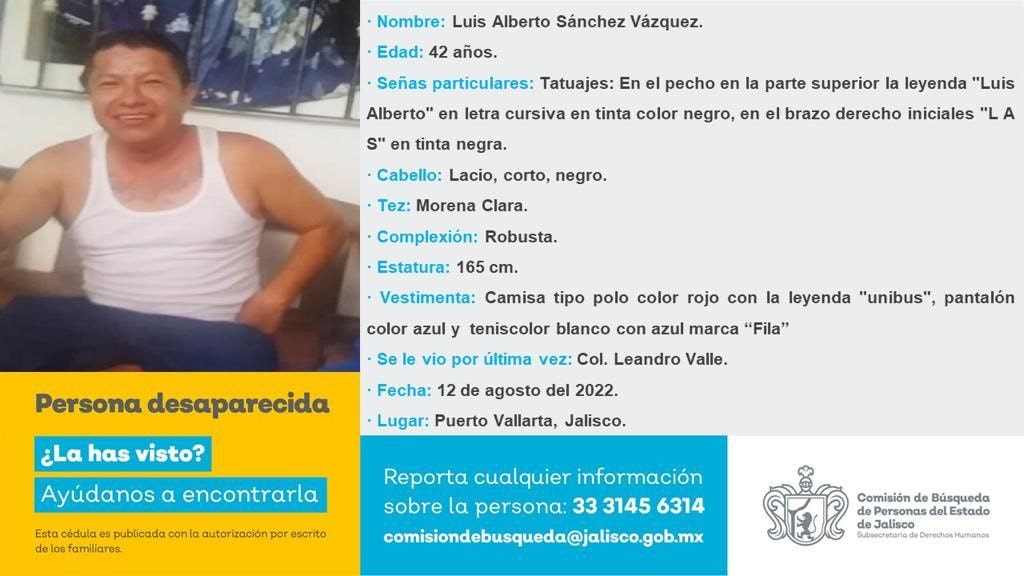 · Nombre: Luis Alberto Sánchez Vázquez.
· Edad: 42 años.
· Señas particulares: Tatuajes: En el pecho en la parte superior la leyenda "Luis
Alberto" en letra cursiva en tinta color negro, en el brazo derecho iniciales "L A
S" en tinta negra.
· Cabello: Lacio, corto, negro.
· Tez: Morena Clara.
· Complexión: Robusta.
· Estatura: 165 cm.
· Vestimenta: Camisa tipo polo color rojo con la leyenda "unibus", pantalón
color azul y teniscolor blanco con azul marca “Fila”
· Se le vio por última vez: Col. Leandro Valle.
· Fecha: 12 de agosto del 2022.
· Lugar: Puerto Vallarta, Jalisco.
Persona desaparecida
¿La has visto?
Ayúdanos a encontrarla
Esta cédula es publicada con la autorización por escrito
de los familiares.
Reporta cualquier información
sobre la persona: 33 3145 6314
comisiondebusqueda@jalisco.gob.mx
Comisión de Búsqueda
de Personas del Estado
de Jalisco
Subsecretaría de Derechos Humanos